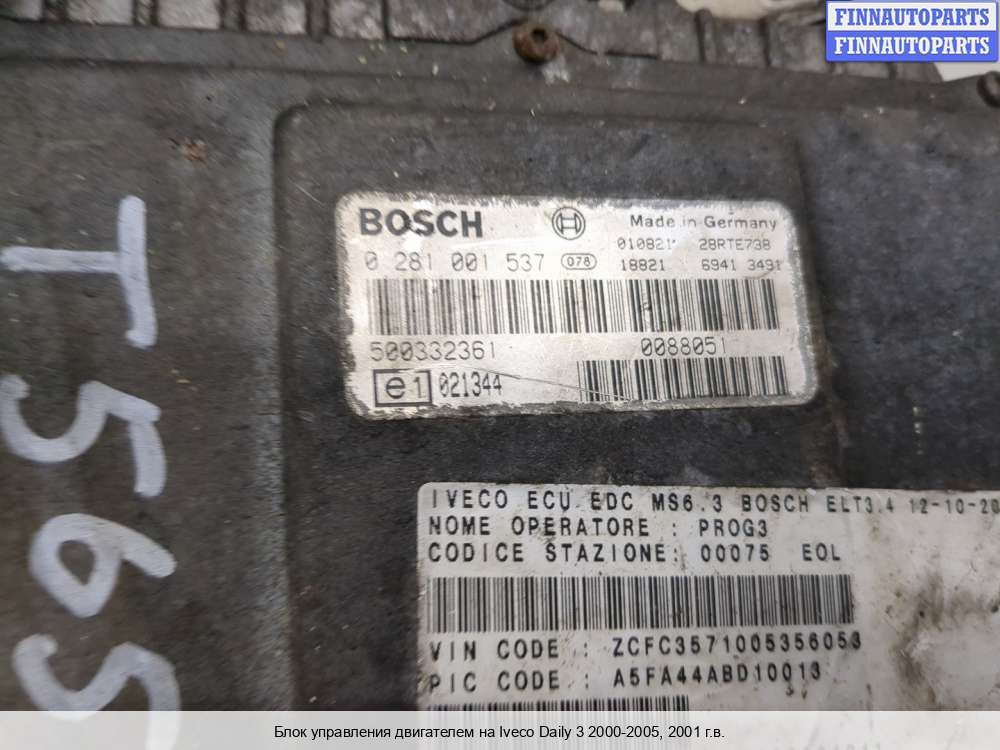 FINNAUTOPARTS
FINNAUTOPARTS
BOSCH
Made in Germany
0 281 001 537 078
010821 28RTE738
18821 6941 3491
500332361
0088051
e1 021344
T565
IVECO ECU EDC MS6.3 BOSCH ELT3.4 12-10-20
NOME OPERATORE : PROG3
CODICE STAZIONE: 00075 EOL
VIN CODE : ZCFC3571005356053
PIC CODE : A5FA44ABD10013
Блок управления двигателем на Iveco Daily 3 2000-2005, 2001 г.в.